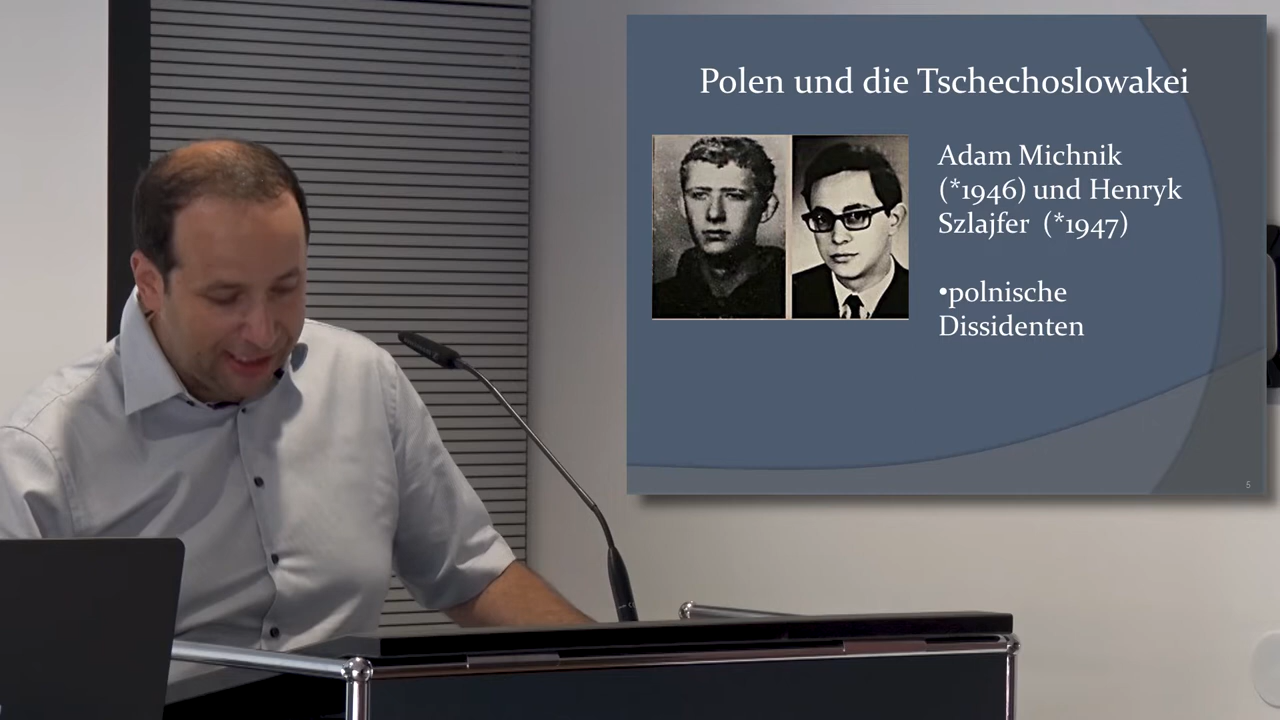 Polen und die Tschechoslowakei
Adam Michnik
(*1946) und Henryk
Szlajfer (*1947)
•polnische
Dissidenten
5